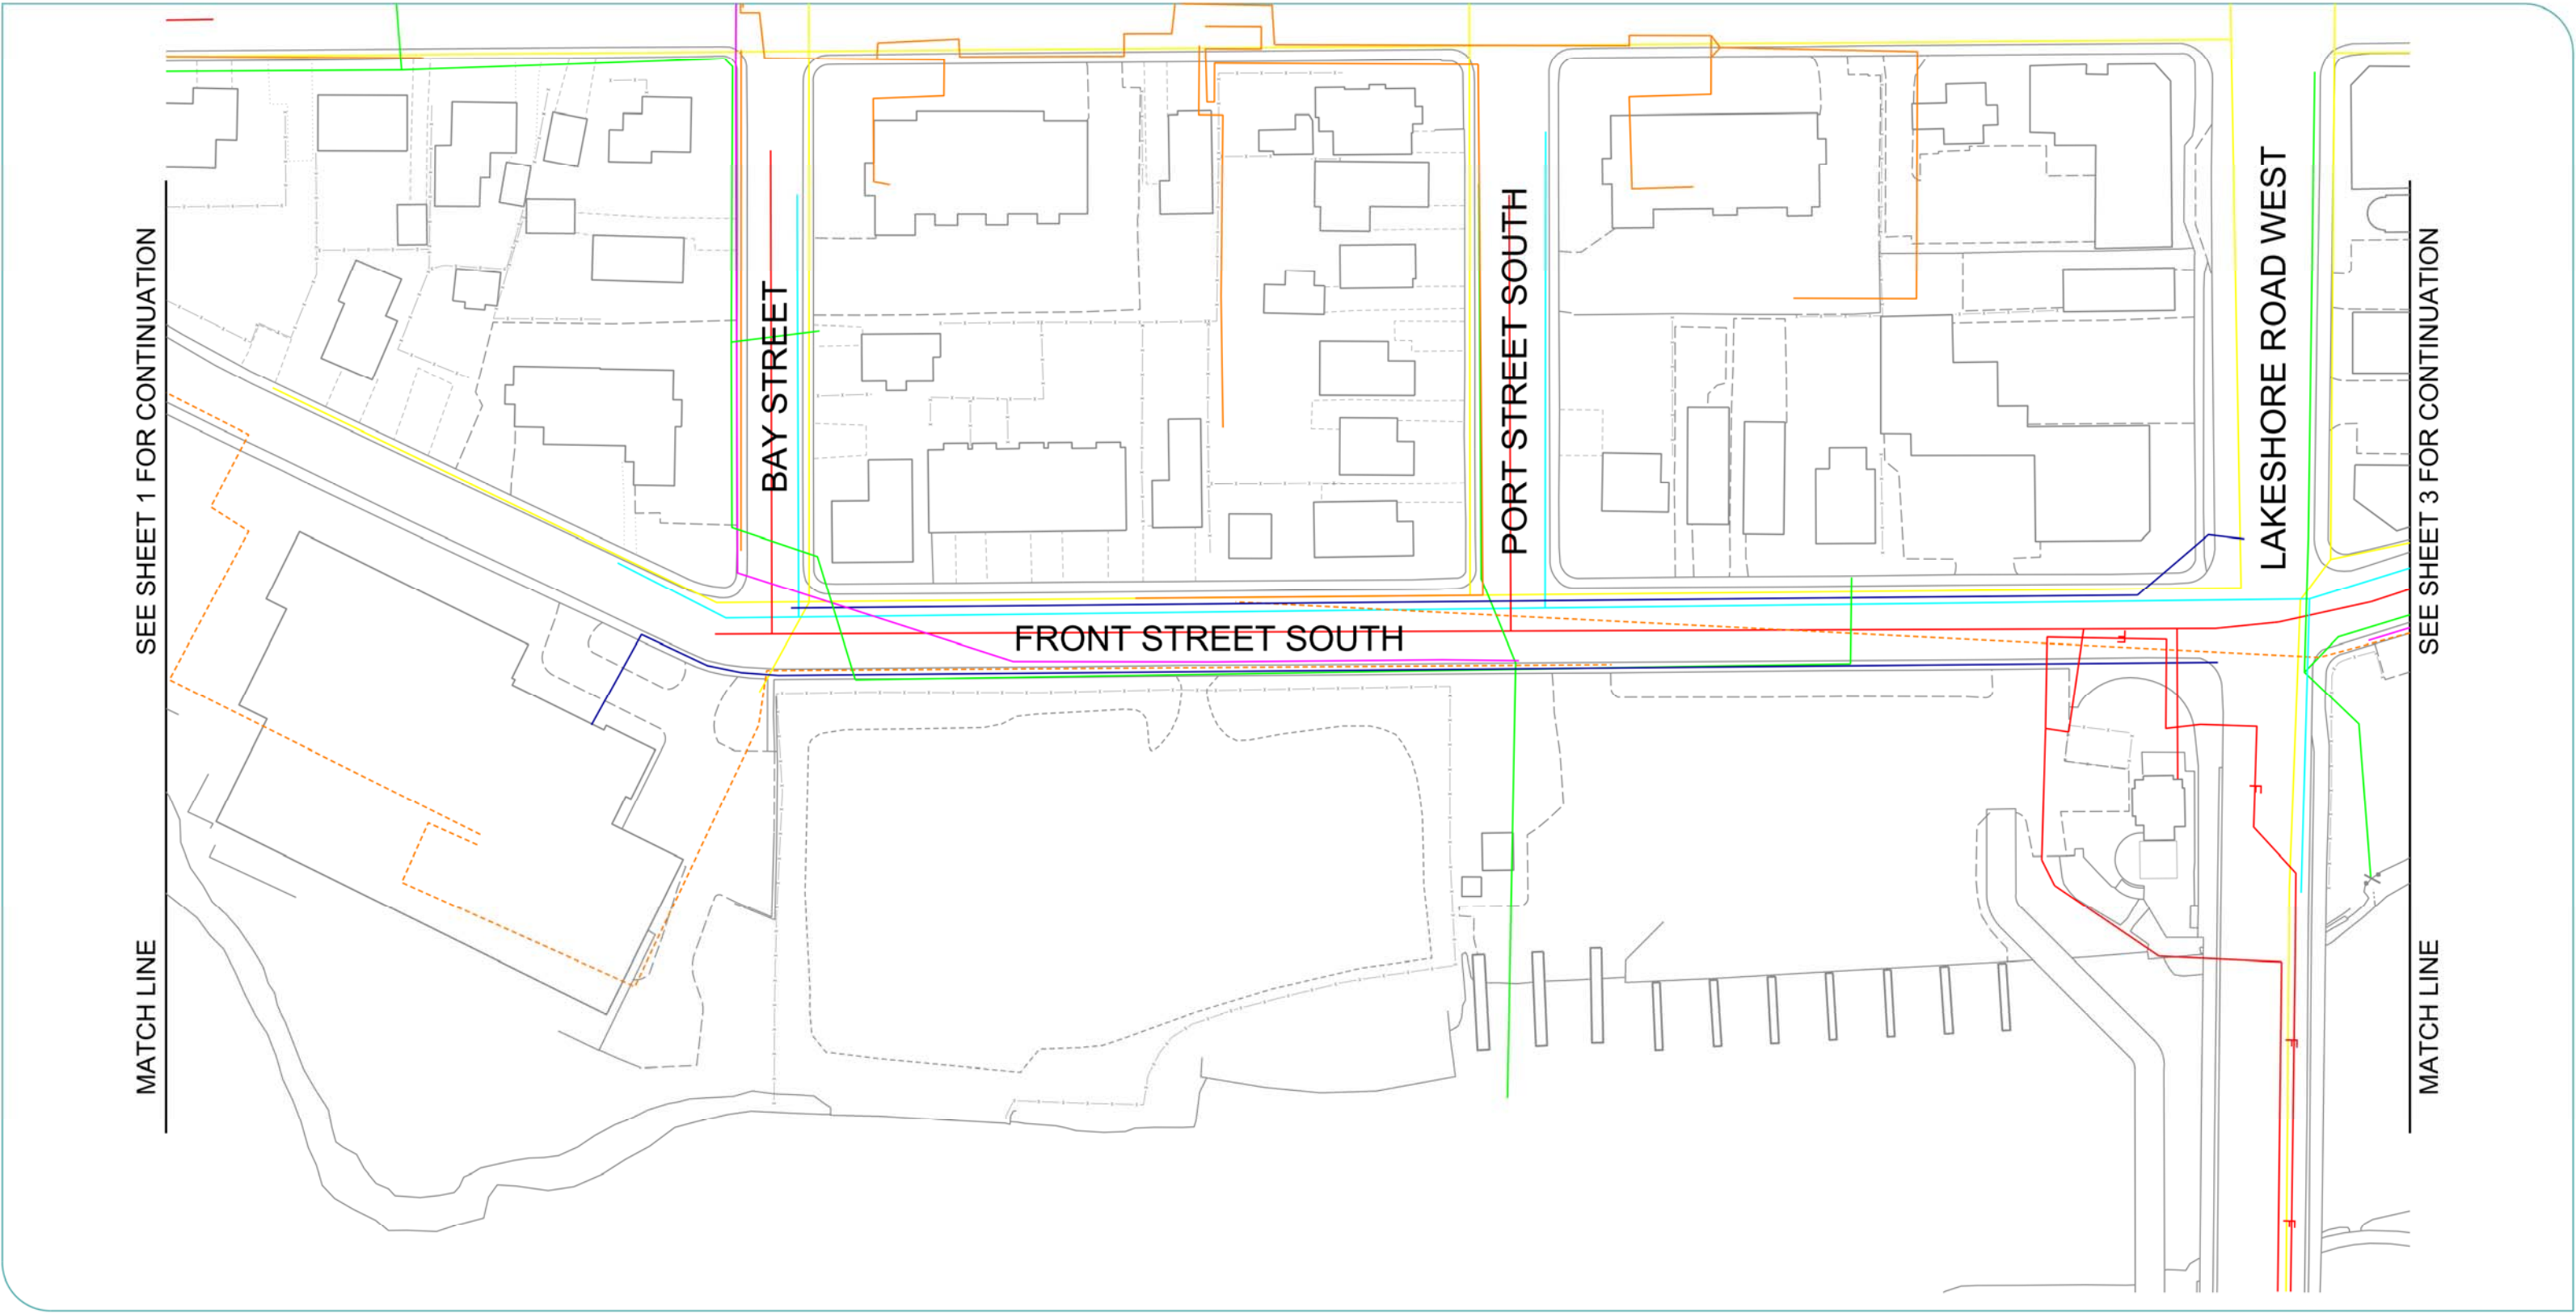 SEE SHEET 1 FOR CONTINUATION
MATCH LINE
BAY STREET
PORT STREET SOUTH
LAKESHORE ROAD WEST
SEE SHEET 3 FOR CONTINUATION
MATCH LINE
FRONT STREET SOUTH
F
F
F
F